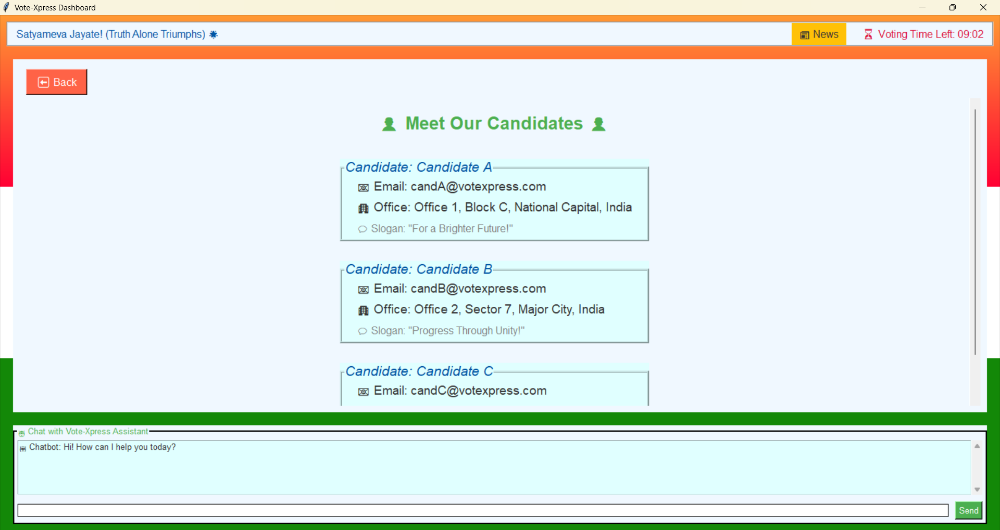 Vote-Xpress Dashboard
Satyameva Jayate! (Truth Alone Triumphs)
News
Voting Time Left: 09:02
Back
Meet Our Candidates
Candidate: Candidate A
Email: candA@votexpress.com
Office: Office 1, Block C, National Capital, India
Slogan: "For a Brighter Future!"
Candidate: Candidate B
Email: candB@votexpress.com
Office: Office 2, Sector 7, Major City, India
Slogan: "Progress Through Unity!"
Candidate: Candidate C
Email: candC@votexpress.com
Chat with Vote-Xpress Assistant
Chatbot: Hi! How can I help you today?
Send